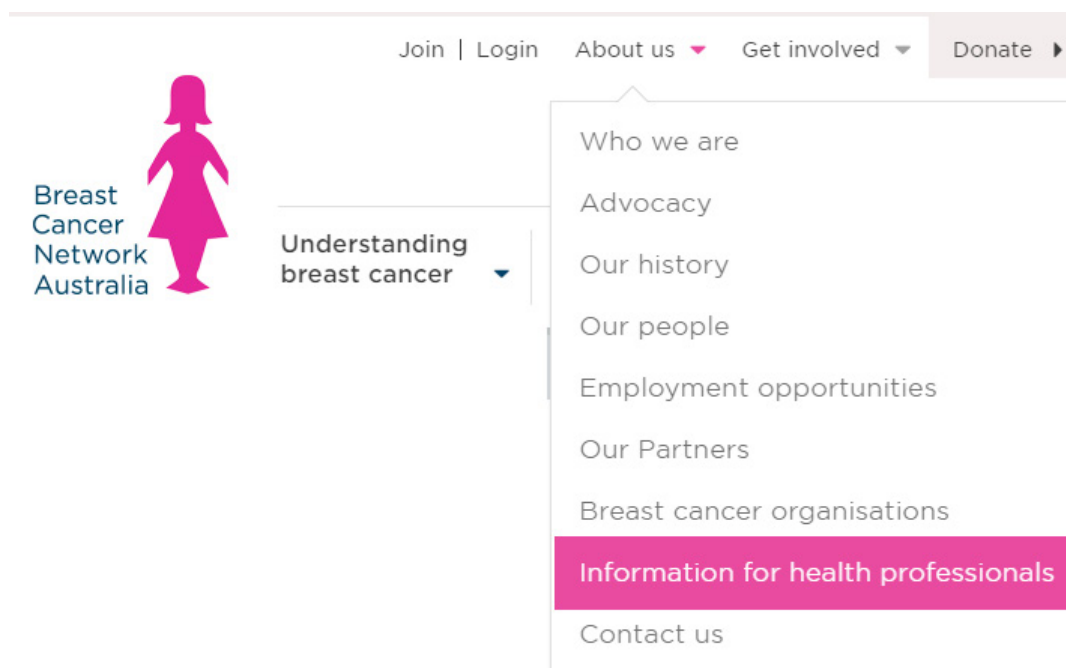 Join | Login About us Get involved Donate
Breast
Cancer
Network
Australia
Understanding
breast cancer
Who we are
Advocacy
Our history
Our people
Employment opportunities
Our Partners
Breast cancer organisations
Information for health professionals
Contact us